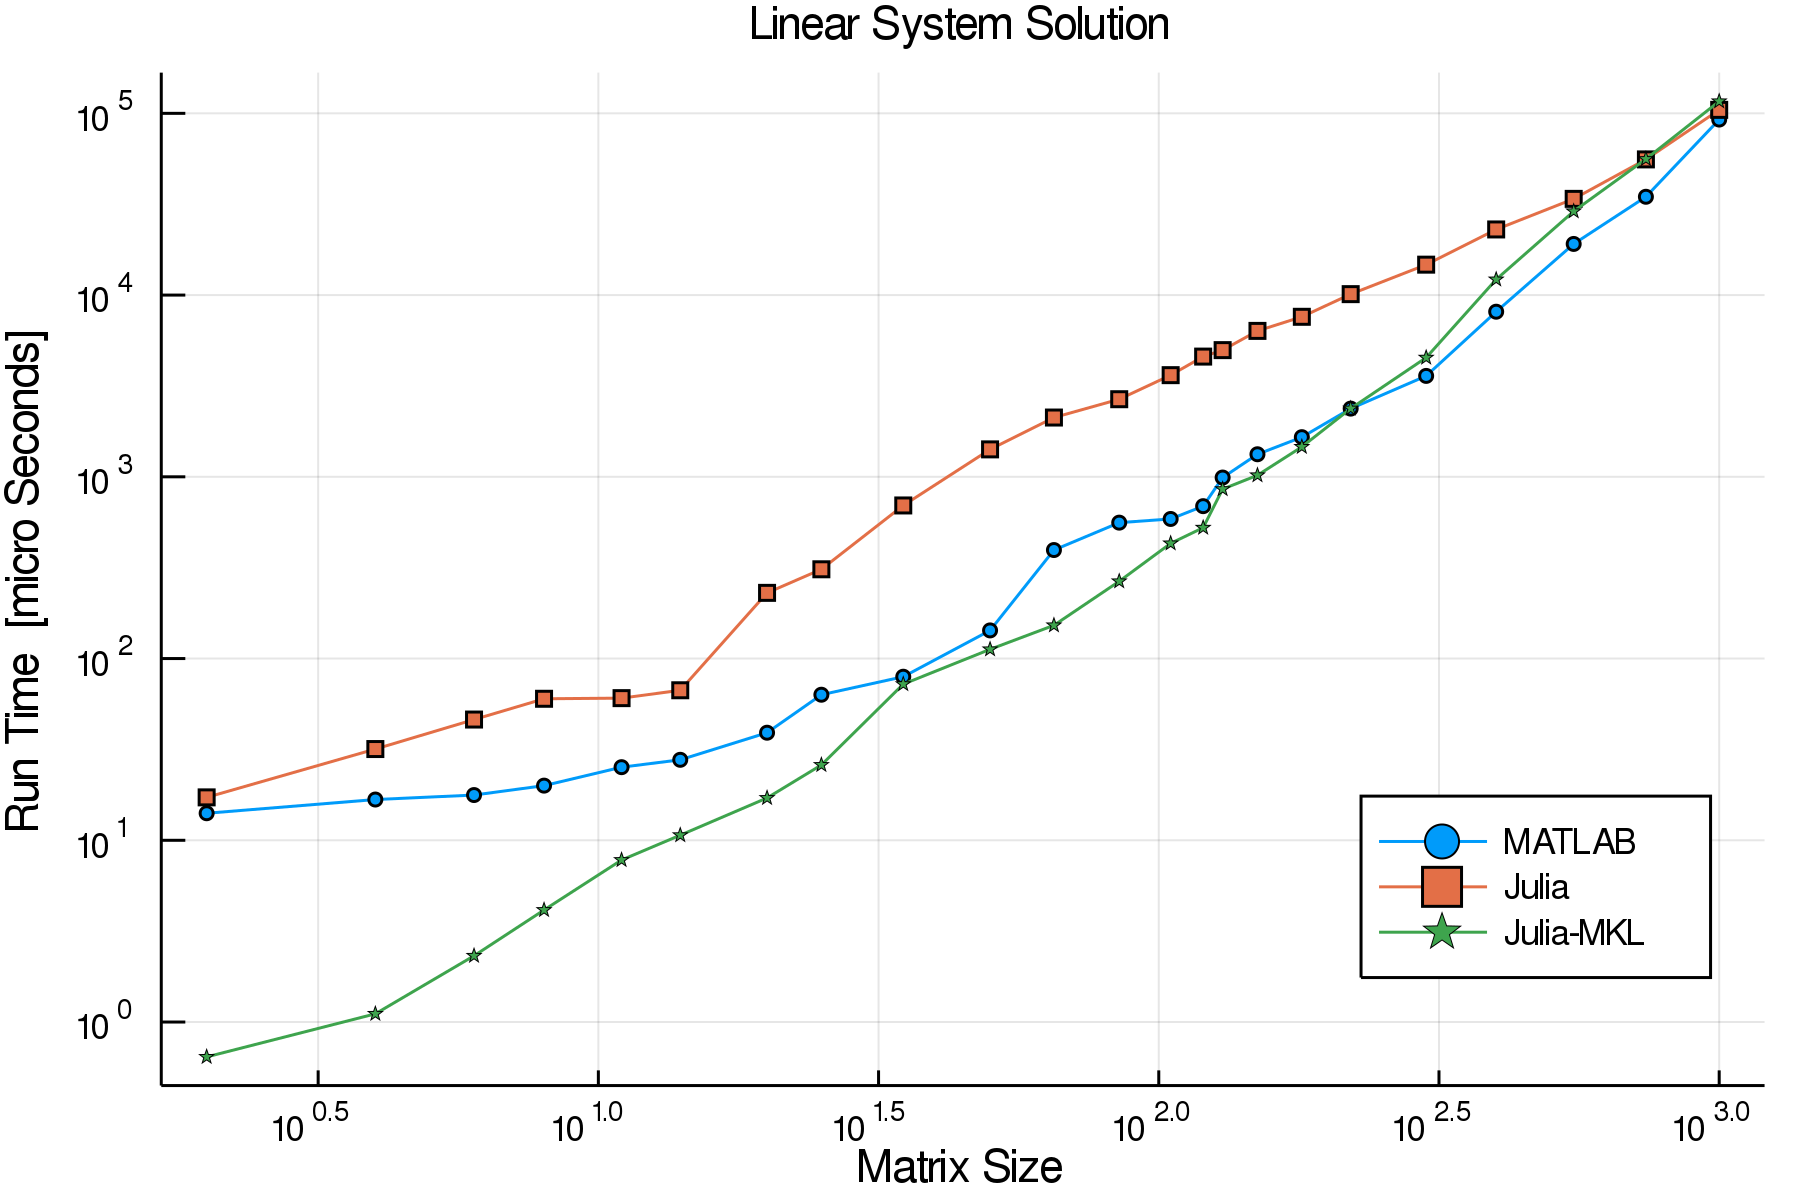 Linear System Solution
10^5
10^4
10^3
10^2
10^1
10^0
Run Time [micro Seconds]
MATLAB
Julia
Julia-MKL
10^0.5 10^1.0 10^1.5 10^2.0 10^2.5 10^3.0
Matrix Size